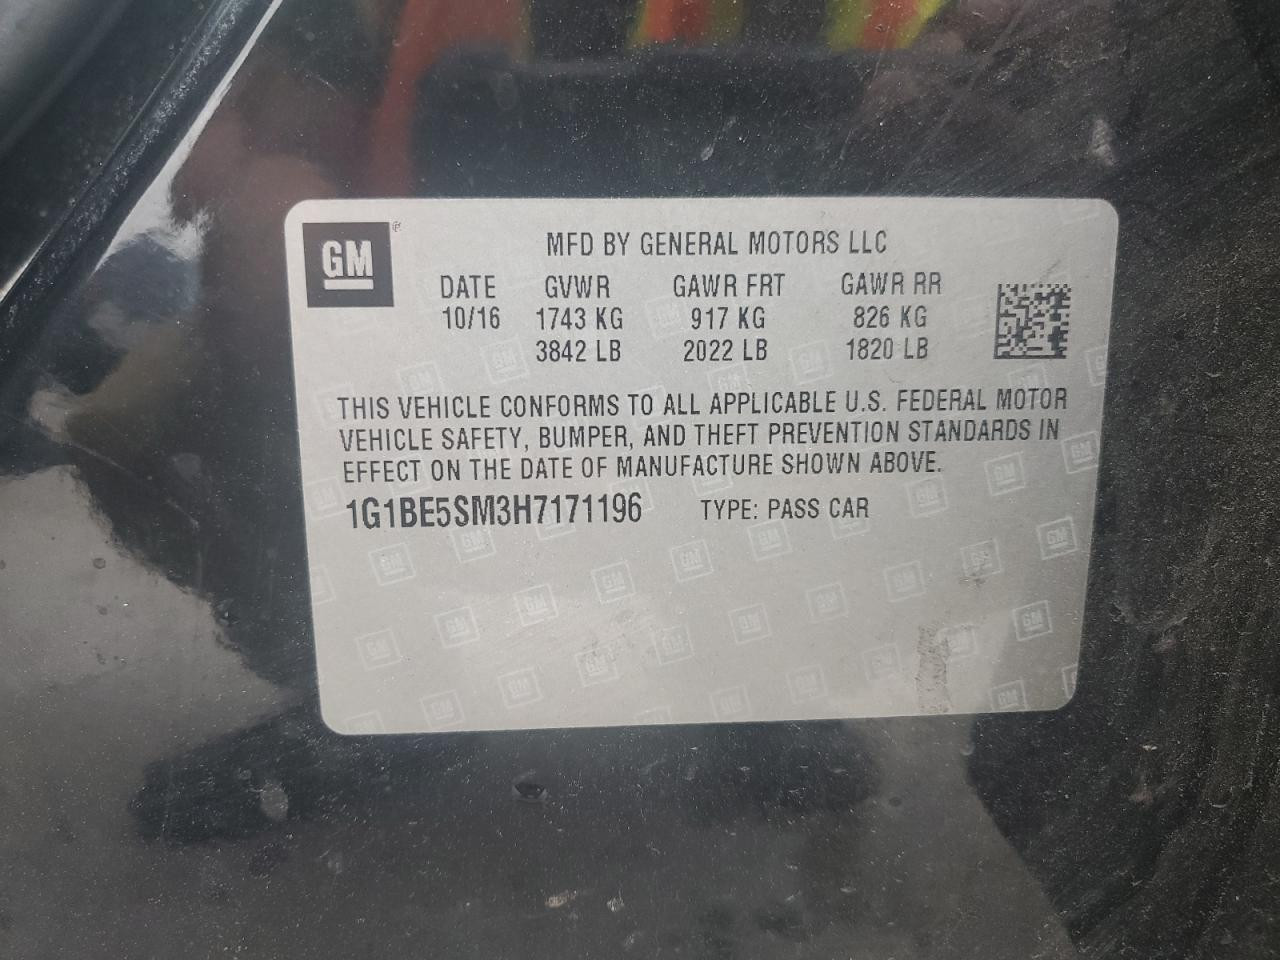 GM
MFD BY GENERAL MOTORS LLC
DATE GVWR GAWR FRT GAWR RR
10/16 1743 KG 917 KG 826 KG
3842 LB 2022 LB 1820 LB
THIS VEHICLE CONFORMS TO ALL APPLICABLE U.S. FEDERAL MOTOR
VEHICLE SAFETY, BUMPER, AND THEFT PREVENTION STANDARDS IN
EFFECT ON THE DATE OF MANUFACTURE SHOWN ABOVE.
1G1BE5SM3H7171196 TYPE: PASS CAR